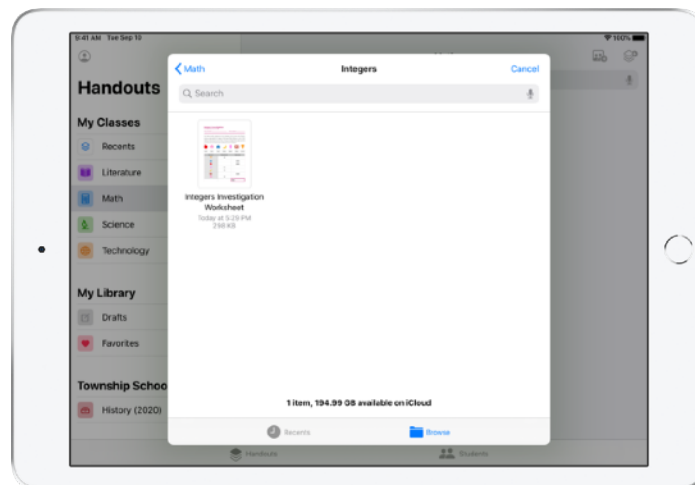 9:41 AM Tue Sep 10
100%
Handouts
My Classes
Recents
Literature
Math
Science
Technology
My Library
Drafts
Favorites
Township Schoo
History (2020)
Math
Integers
Cancel
Search
Integers Investigation
Worksheet
Today at 5:29 PM
298 KB
1 item, 194.99 GB available on iCloud
Recents
Browse
Handouts
Students